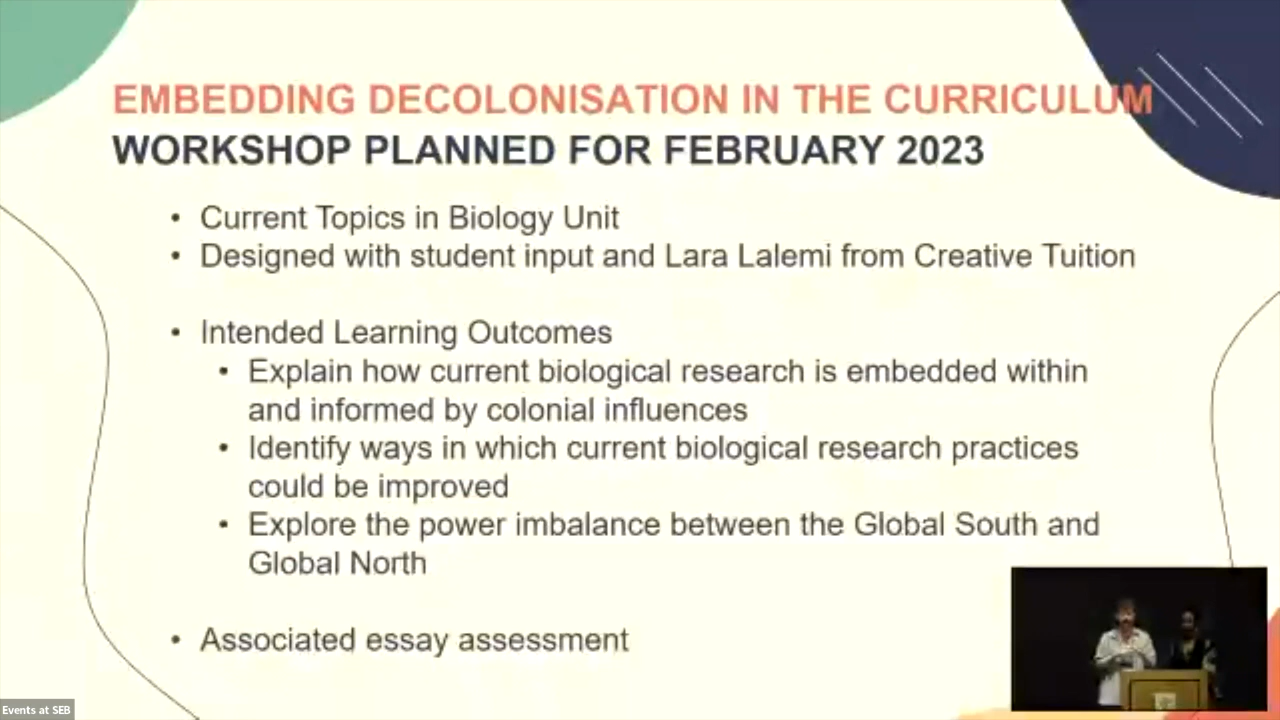 EMBEDDING DECOLONISATION IN THE CURRICULUM
WORKSHOP PLANNED FOR FEBRUARY 2023
• Current Topics in Biology Unit
• Designed with student input and Lara Lalemi from Creative Tuition
• Intended Learning Outcomes
• Explain how current biological research is embedded within
and informed by colonial influences
• Identify ways in which current biological research practices
could be improved
• Explore the power imbalance between the Global South and
Global North
• Associated essay assessment
Events at SEB